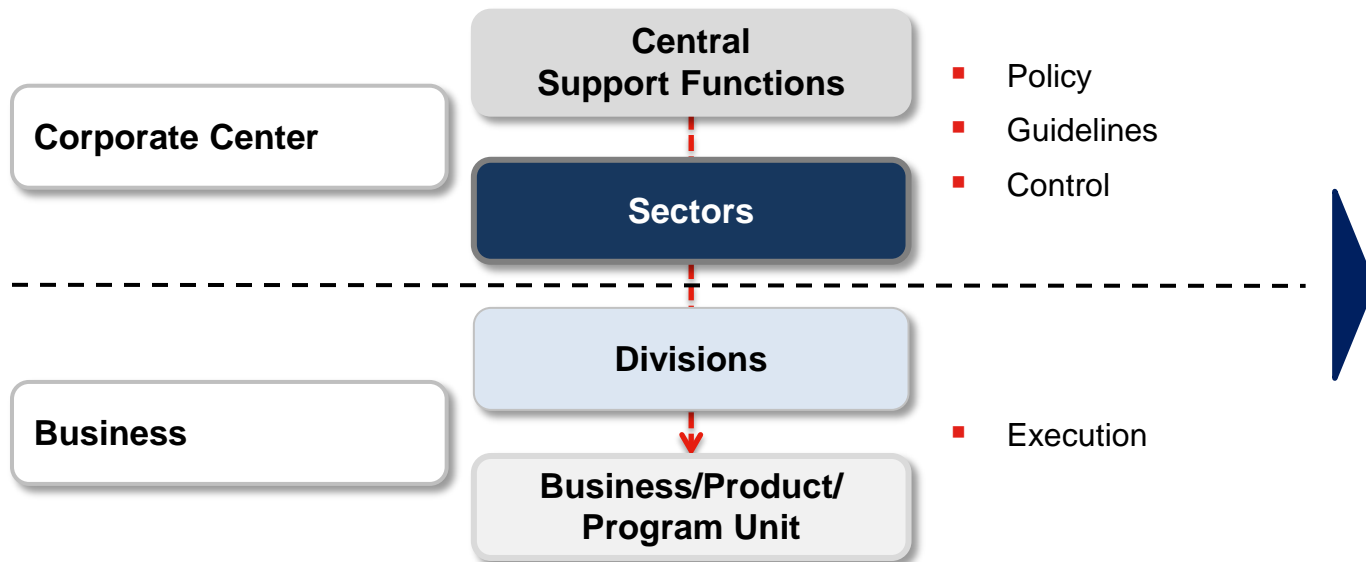 Central
Support Functions
Corporate Center
Sectors
▪ Policy
▪ Guidelines
▪ Control
Divisions
Business
▪ Execution
Business/Product/
Program Unit